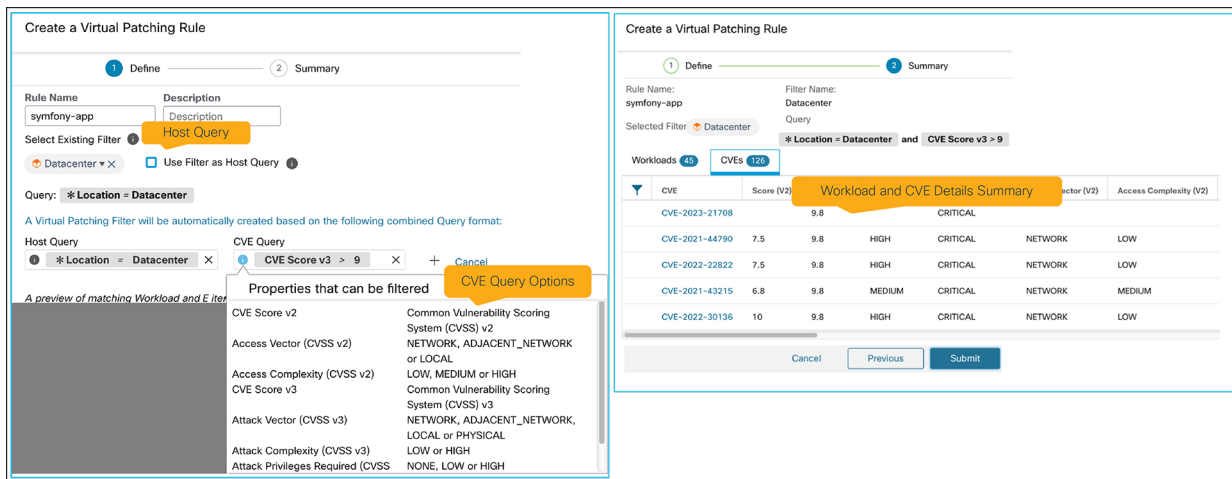 Create a Virtual Patching Rule
1 Define 2 Summary
Rule Name Description
symfony-app Description
Host Query
Select Existing Filter
Datacenter Use Filter as Host Query
Query: * Location = Datacenter
A Virtual Patching Filter will be automatically created based on the following combined Query format:
Host Query CVE Query
* Location = Datacenter CVE Score v3 > 9 + Cancel
CVE Query Options
Properties that can be filtered
A preview of matching Workload and E iter
CVE Score v2 Common Vulnerability Scoring
System (CVSS) v2
Access Vector (CVSS v2) NETWORK, ADJACENT_NETWORK
or LOCAL
Access Complexity (CVSS v2) LOW, MEDIUM or HIGH
CVE Score v3 Common Vulnerability Scoring
System (CVSS) v3
Attack Vector (CVSS v3) NETWORK, ADJACENT_NETWORK,
LOCAL or PHYSICAL
Attack Complexity (CVSS v3) LOW or HIGH
Attack Privileges Required (CVSS NONE, LOW or HIGH
Create a Virtual Patching Rule
1 Define 2 Summary
Rule Name: Filter Name:
symfony-app Datacenter
Query
Selected Filter Datacenter
* Location = Datacenter and CVE Score v3 > 9
Workloads 45 CVEs 126
Workload and CVE Details Summary
CVE Score (V2) ector (V2) Access Complexity (V2)
CVE-2023-21708 9.8 CRITICAL
CVE-2021-44790 7.5 9.8 HIGH CRITICAL NETWORK LOW
CVE-2022-22822 7.5 9.8 HIGH CRITICAL NETWORK LOW
CVE-2021-43215 6.8 9.8 MEDIUM CRITICAL NETWORK MEDIUM
CVE-2022-30136 10 9.8 HIGH CRITICAL NETWORK LOW
Cancel Previous Submit